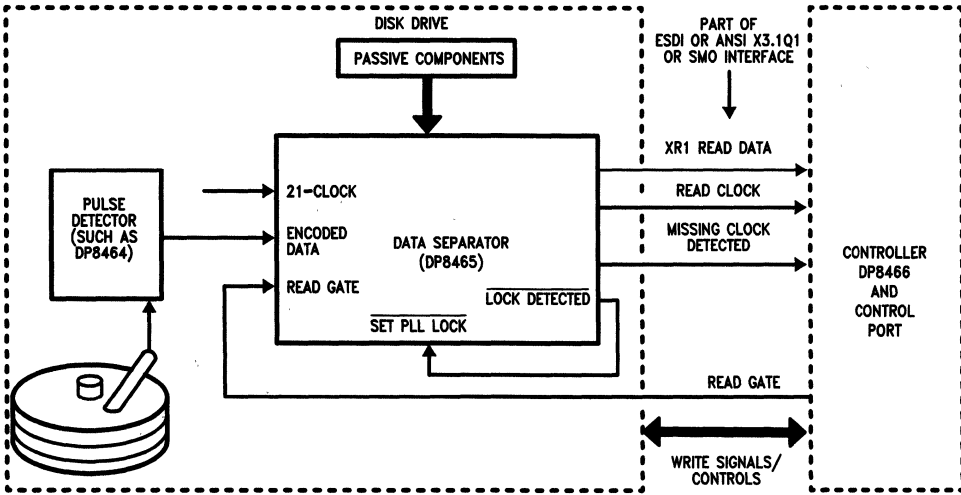 DISK DRIVE
PASSIVE COMPONENTS
PART OF
ESDI OR ANSI X3.1Q1
OR SMO INTERFACE
PULSE
DETECTOR
(SUCH AS
DP8464)
21-CLOCK
ENCODED
DATA
READ GATE
DATA SEPARATOR
(DP8465)
LOCK DETECTED
SET PLL LOCK
XR1 READ DATA
READ CLOCK
MISSING CLOCK
DETECTED
READ GATE
WRITE SIGNALS/
CONTROLS
CONTROLLER
DP8466
AND
CONTROL
PORT